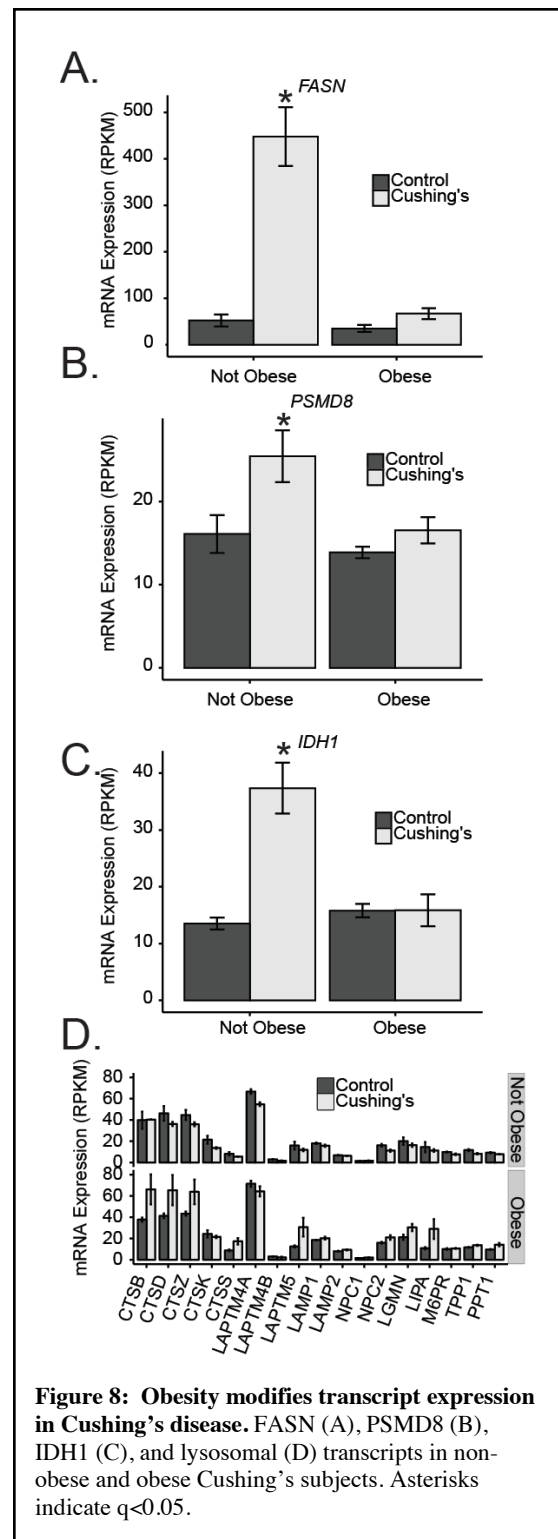 A.
FASN
*
mRNA Expression (RPKM)
500
400
300
200
100
0
Control
Cushing's
Not Obese
Obese
B.
PSMD8
*
mRNA Expression (RPKM)
20
10
0
Control
Cushing's
Not Obese
Obese
C.
IDH1
*
mRNA Expression (RPKM)
40
30
20
10
0
Control
Cushing's
Not Obese
Obese
D.
mRNA Expression (RPKM)
80
60
40
20
0
Control
Cushing's
Not Obese
mRNA Expression (RPKM)
80
60
40
20
0
Obese
CTSB
CTSD
CTSZ
CTSK
CTSS
LAPTM4A
LAPTM4B
LAPTM5
LAMP1
LAMP2
NPC1
NPC2
LGMN
LIPA
M6PR
TPP1
PPT1
Figure 8: Obesity modifies transcript expression
in Cushing's disease. FASN (A), PSMD8 (B),
IDH1 (C), and lysosomal (D) transcripts in non-
obese and obese Cushing's subjects. Asterisks
indicate q<0.05.